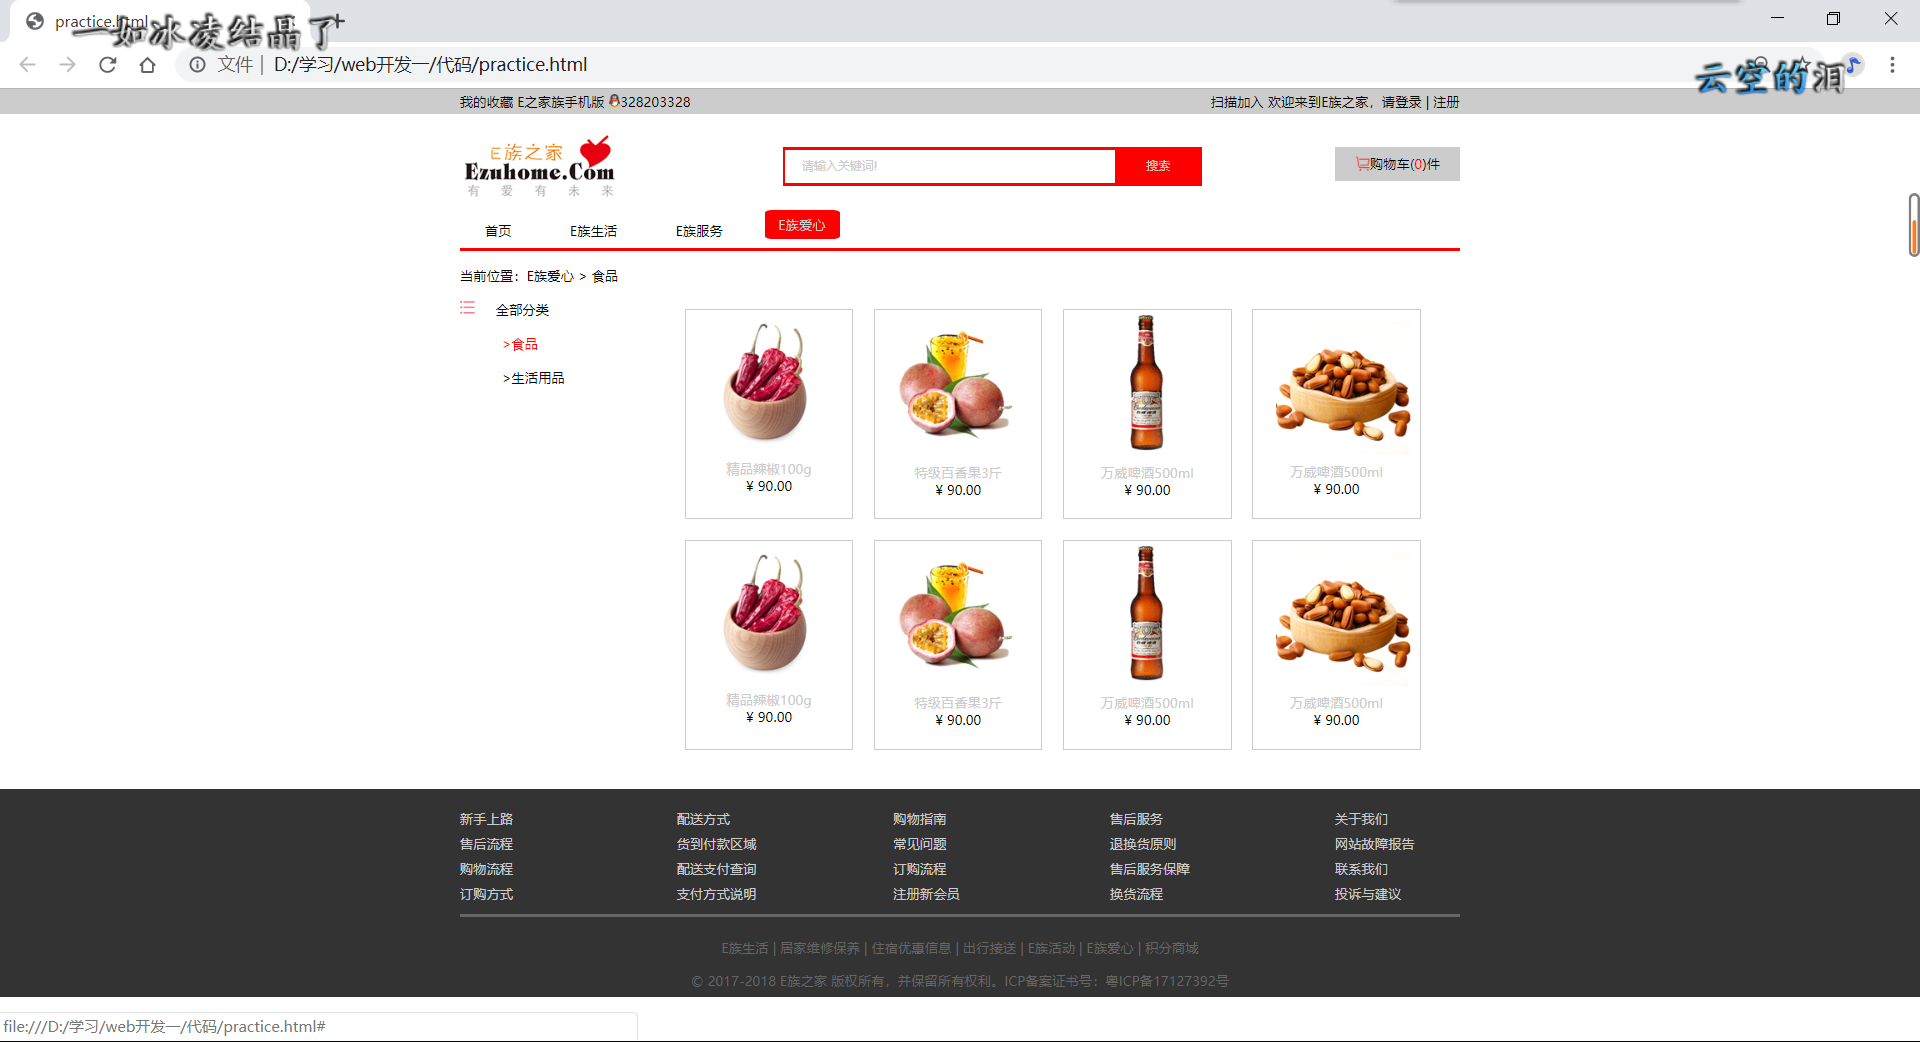 practice.html
一如冰凌结晶了
文件 | D:/学习/web开发一/代码/practice.html
云空的泪
我的收藏 E之家族手机版 328203328
扫描加入 欢迎来到E族之家，请登录 | 注册
E族之家
Ezuhome.Com
有 爱 有 未 来
请输入关键词!
搜索
购物车(0)件
首页 E族生活 E族服务 E族爱心
当前位置：E族爱心 > 食品
全部分类
>食品
>生活用品
精品辣椒100g 特级百香果3斤 万威啤酒500ml 万威啤酒500ml
¥ 90.00 ¥ 90.00 ¥ 90.00 ¥ 90.00
精品辣椒100g 特级百香果3斤 万威啤酒500ml 万威啤酒500ml
¥ 90.00 ¥ 90.00 ¥ 90.00 ¥ 90.00
新手上路 配送方式 购物指南 售后服务 关于我们
售后流程 货到付款区域 常见问题 退换货原则 网站故障报告
购物流程 配送支付查询 订购流程 售后服务保障 联系我们
订购方式 支付方式说明 注册新会员 换货流程 投诉与建议
E族生活 | 居家维修保养 | 住宿优惠信息 | 出行接送 | E族活动 | E族爱心 | 积分商城
© 2017-2018 E族之家 版权所有，并保留所有权利。ICP备案证书号：粤ICP备17127392号
file:///D:/学习/web开发一/代码/practice.html#